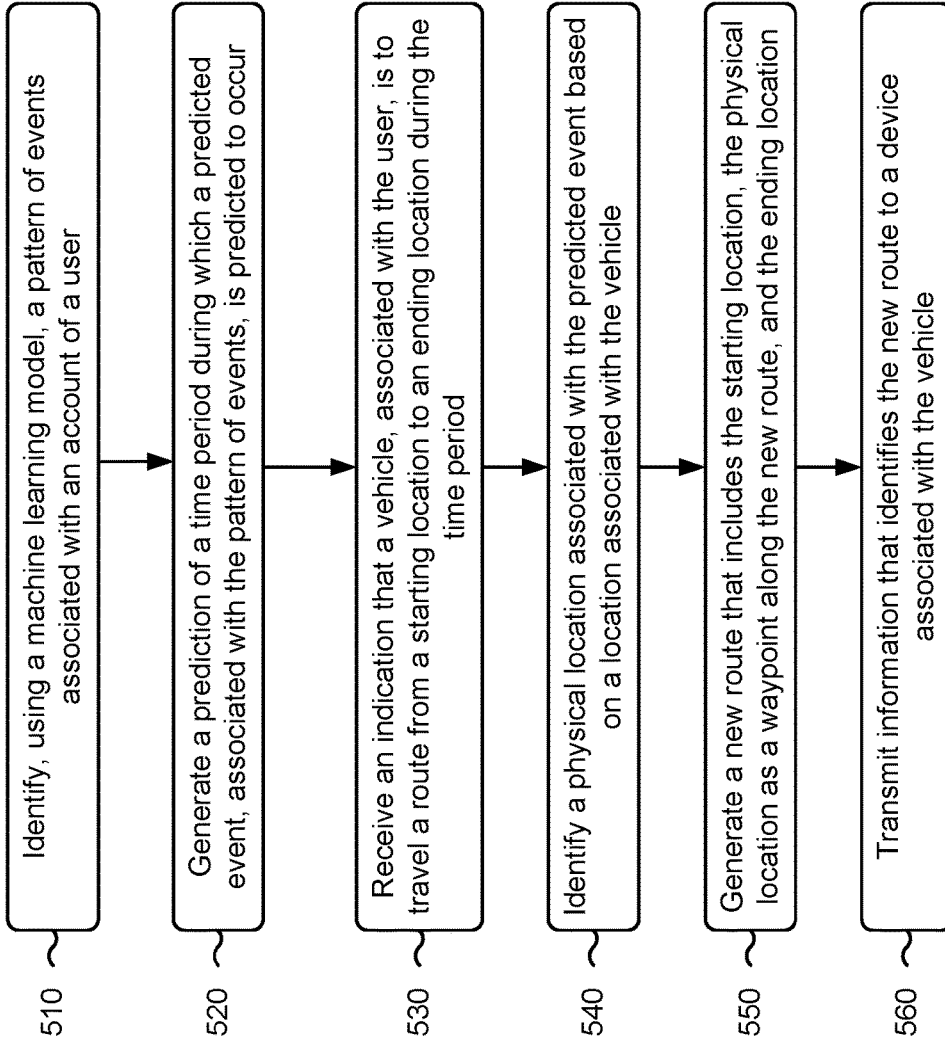 510
Identify, using a machine learning model, a pattern of events
associated with an account of a user
520
Generate a prediction of a time period during which a predicted
event, associated with the pattern of events, is predicted to occur
530
Receive an indication that a vehicle, associated with the user, is to
travel a route from a starting location to an ending location during the
time period
540
Identify a physical location associated with the predicted event based
on a location associated with the vehicle
550
Generate a new route that includes the starting location, the physical
location as a waypoint along the new route, and the ending location
560
Transmit information that identifies the new route to a device
associated with the vehicle